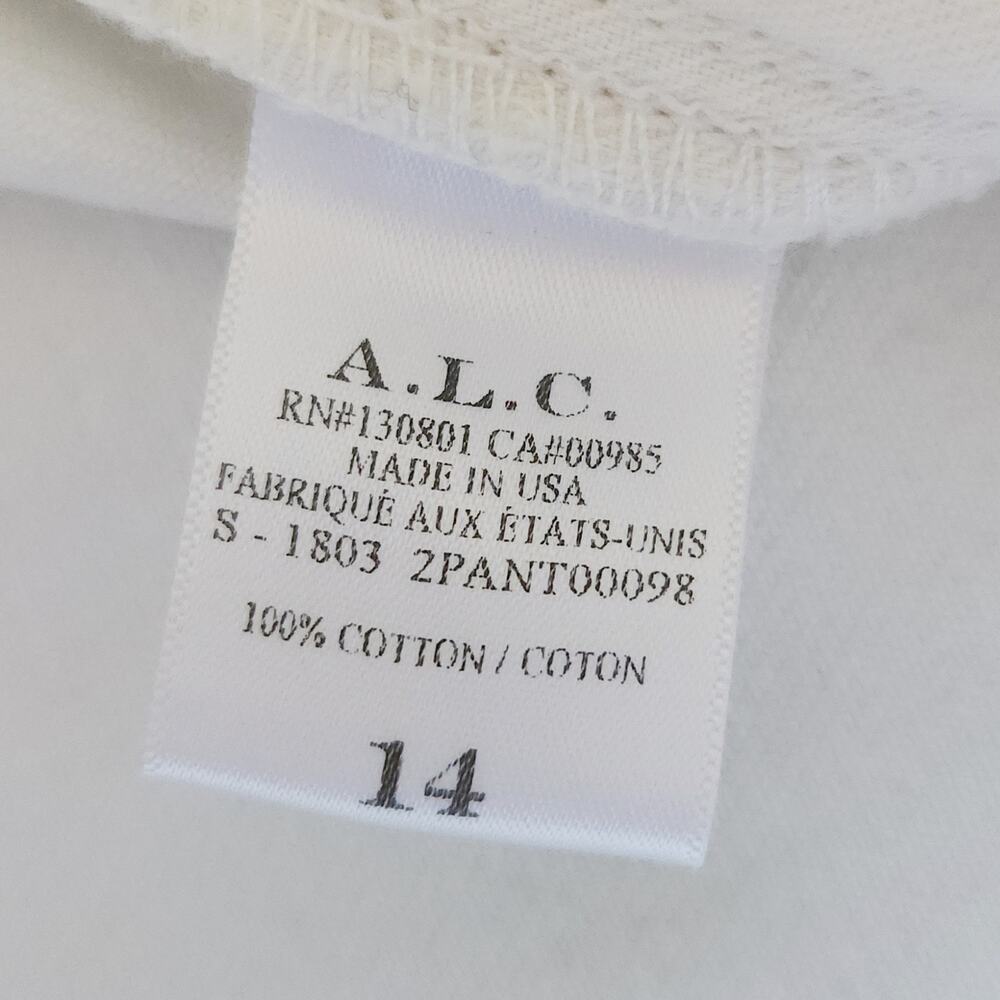 A.L.C.
RN#130801 CA#00985
MADE IN USA
FABRIQUÉ AUX ÉTATS-UNIS
S - 1803 2PANT00098
100% COTTON / COTON
14